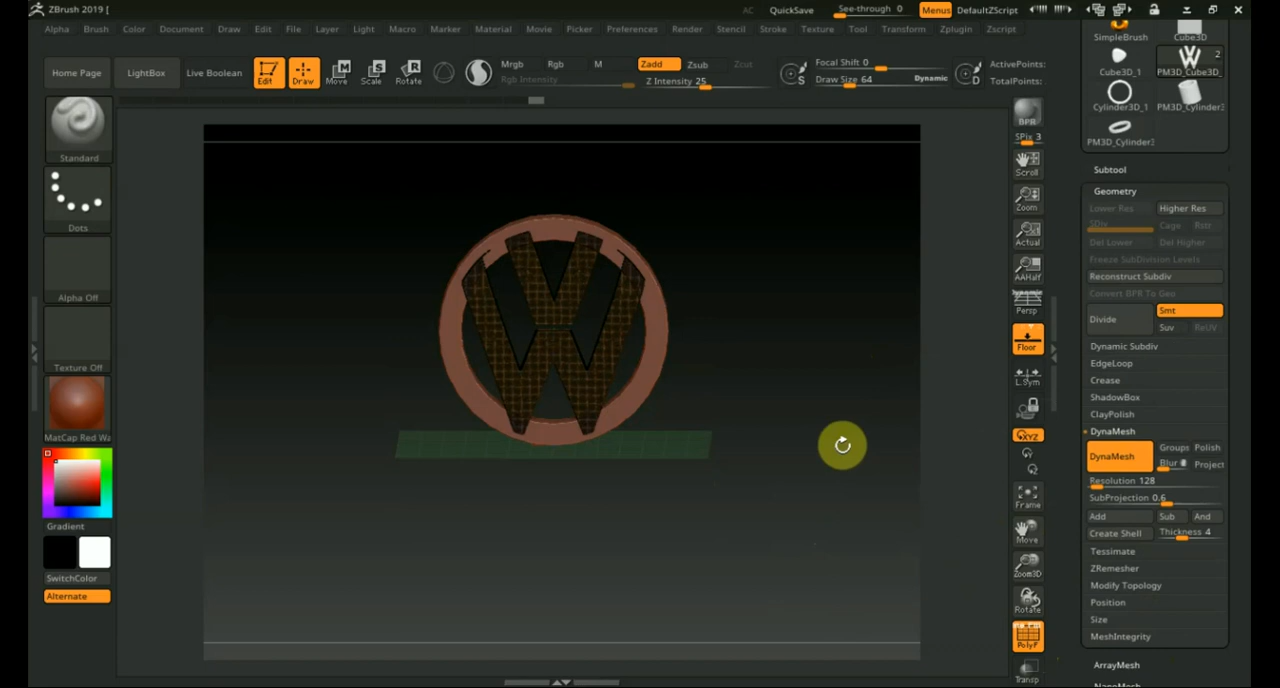 ZBrush 2019 [
AC QuickSave See-through 0 Menus DefaultZScript
Alpha Brush Color Document Draw Edit File Layer Light Macro Marker Material Movie Picker Preferences Render Stencil Stroke Texture Tool Transform Zplugin Zscript
Home Page LightBox Live Boolean Edit Draw Move Scale Rotate
Mrgb Rgb M Zadd Zsub Zcut Focal Shift 0 ActivePoints:
Rgb Intensity Z Intensity 25 Draw Size 64 Dynamic TotalPoints:
S D
Standard
Dots
Alpha Off
Texture Off
MatCap Red Wa
Gradient
SwitchColor
Alternate
BPR
SPix 3
Scroll
Zoom
Actual
AAHalf
Dynamic
Persp
Floor
L.Sym
XYZ
Frame
Move
Zoom3D
Rotate
PolyF
Transp
SimpleBrush Cube3D
2
Cube3D_1 PM3D_Cube3D_
Cylinder3D_1 PM3D_Cylinder3
PM3D_Cylinder3
Subtool
Geometry
Lower Res Higher Res
SDiv Cage Rstr
Del Lower Del Higher
Freeze SubDivision Levels
Reconstruct Subdiv
Convert BPR To Geo
Divide Smt
Suv ReUV
Dynamic Subdiv
EdgeLoop
Crease
ShadowBox
ClayPolish
DynaMesh
DynaMesh Groups Polish
Blur Project
Resolution 128
SubProjection 0.6
Add Sub And
Create Shell Thickness 4
Tessimate
ZRemesher
Modify Topology
Position
Size
MeshIntegrity
ArrayMesh
NanoMesh